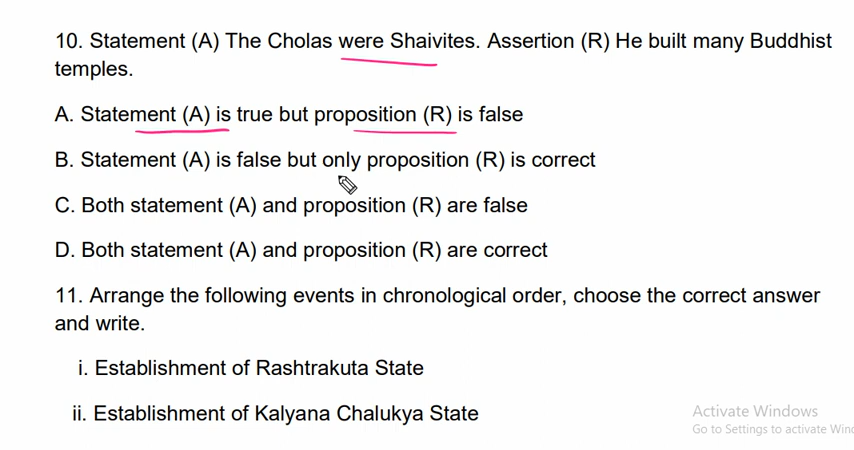 10. Statement (A) The Cholas were Shaivites. Assertion (R) He built many Buddhist
temples.
A. Statement (A) is true but proposition (R) is false
B. Statement (A) is false but only proposition (R) is correct
C. Both statement (A) and proposition (R) are false
D. Both statement (A) and proposition (R) are correct
11. Arrange the following events in chronological order, choose the correct answer
and write.
i. Establishment of Rashtrakuta State
ii. Establishment of Kalyana Chalukya State
Activate Windows
Go to Settings to activate Win